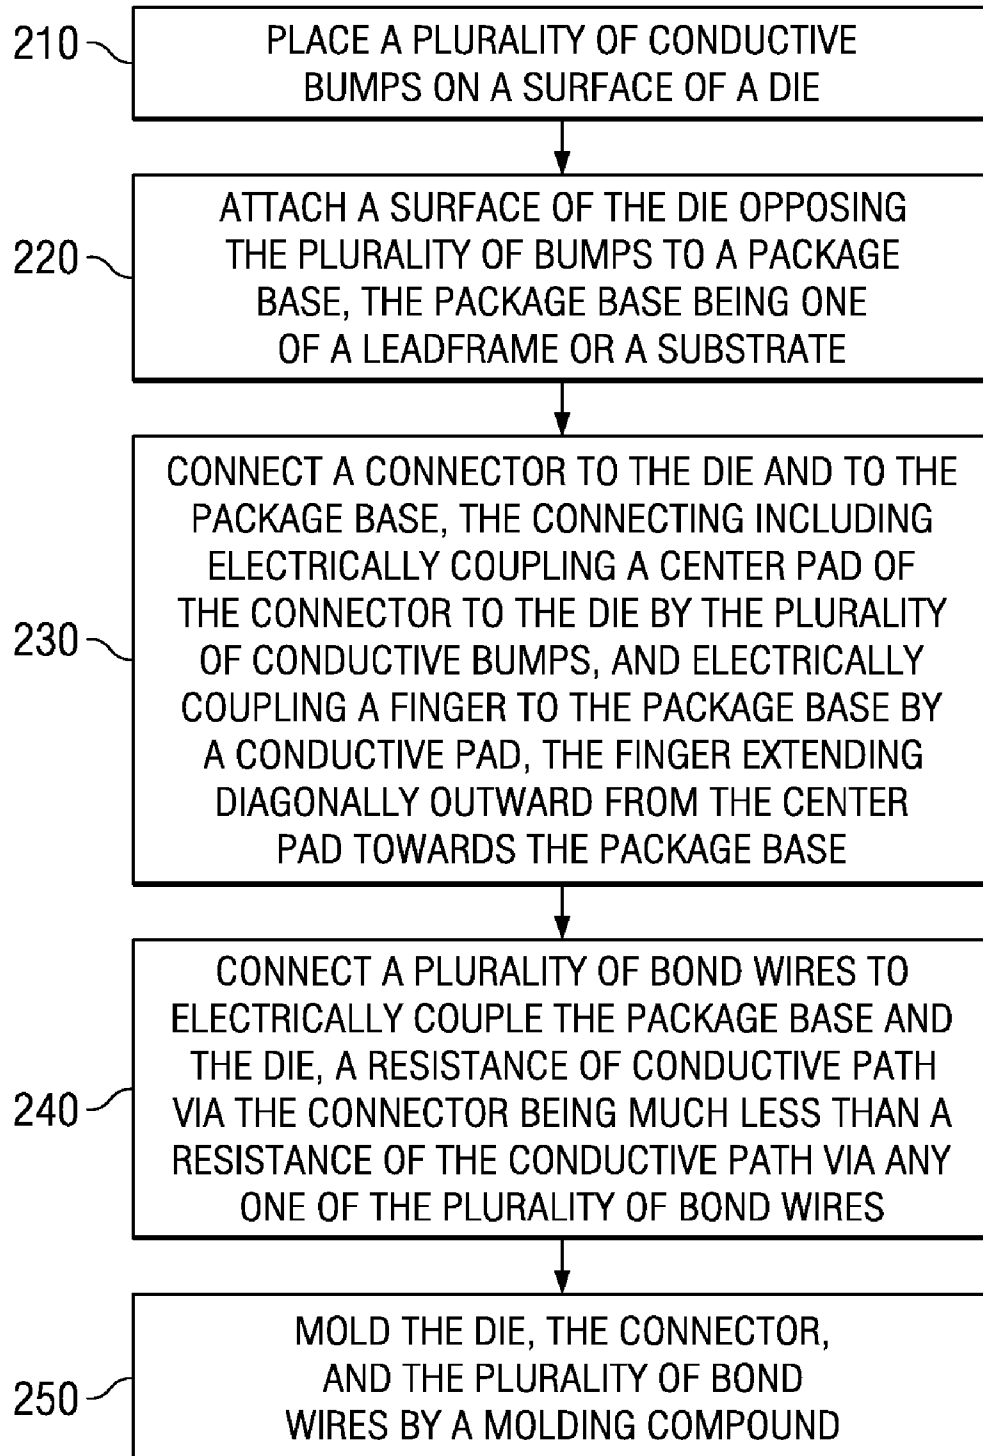 210
PLACE A PLURALITY OF CONDUCTIVE
BUMPS ON A SURFACE OF A DIE
220
ATTACH A SURFACE OF THE DIE OPPOSING
THE PLURALITY OF BUMPS TO A PACKAGE
BASE, THE PACKAGE BASE BEING ONE
OF A LEADFRAME OR A SUBSTRATE
230
CONNECT A CONNECTOR TO THE DIE AND TO THE
PACKAGE BASE, THE CONNECTING INCLUDING
ELECTRICALLY COUPLING A CENTER PAD OF
THE CONNECTOR TO THE DIE BY THE PLURALITY
OF CONDUCTIVE BUMPS, AND ELECTRICALLY
COUPLING A FINGER TO THE PACKAGE BASE BY
A CONDUCTIVE PAD, THE FINGER EXTENDING
DIAGONALLY OUTWARD FROM THE CENTER
PAD TOWARDS THE PACKAGE BASE
240
CONNECT A PLURALITY OF BOND WIRES TO
ELECTRICALLY COUPLE THE PACKAGE BASE AND
THE DIE, A RESISTANCE OF CONDUCTIVE PATH
VIA THE CONNECTOR BEING MUCH LESS THAN A
RESISTANCE OF THE CONDUCTIVE PATH VIA ANY
ONE OF THE PLURALITY OF BOND WIRES
250
MOLD THE DIE, THE CONNECTOR,
AND THE PLURALITY OF BOND
WIRES BY A MOLDING COMPOUND